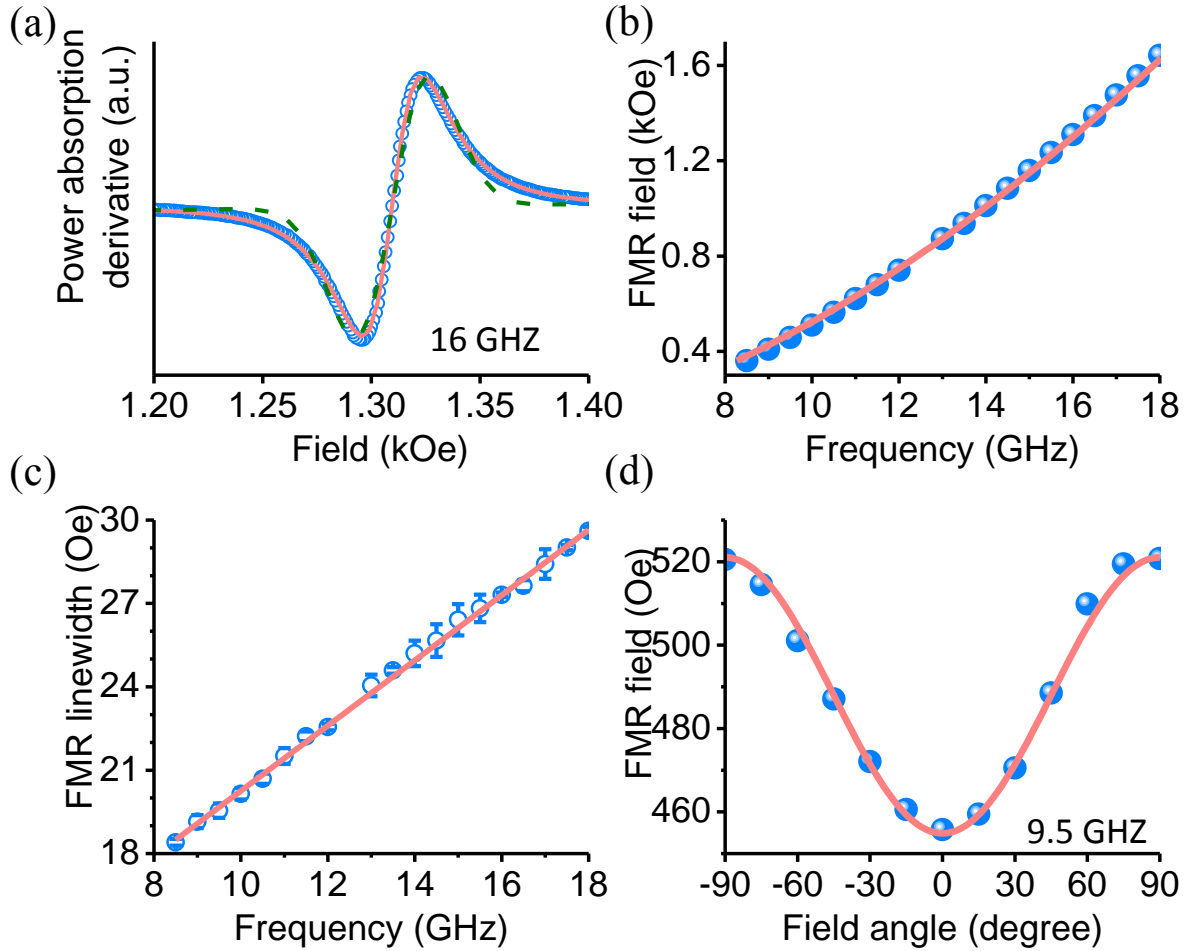 (a)
Power absorption
derivative (a.u.)
16 GHZ
1.20 1.25 1.30 1.35 1.40
Field (kOe)
(b)
FMR field (kOe)
1.6
1.2
0.8
0.4
8 10 12 14 16 18
Frequency (GHz)
(c)
FMR linewidth (Oe)
30
27
24
21
18
8 10 12 14 16 18
Frequency (GHz)
(d)
FMR field (Oe)
520
500
480
460
9.5 GHZ
-90 -60 -30 0 30 60 90
Field angle (degree)